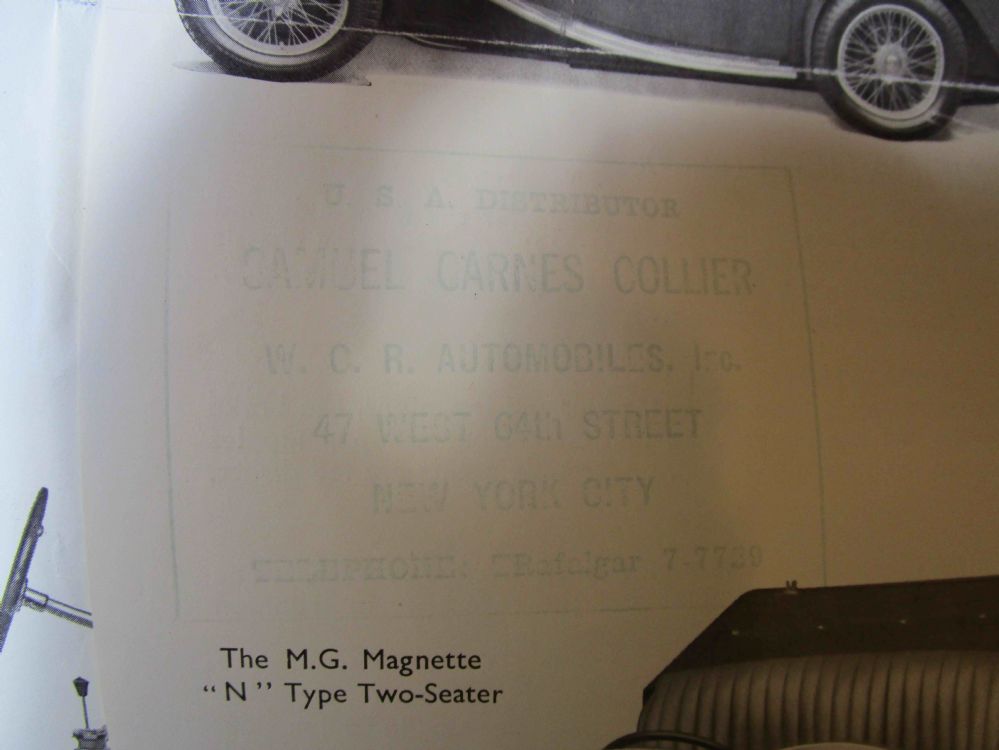 U. S. A. DISTRIBUTOR
SAMUEL CARNES COLLIER
W. C. R. AUTOMOBILES, Inc.
47 WEST 64th STREET
NEW YORK CITY
TELEPHONE: TRafalgar 7-7739
The M.G. Magnette
“N” Type Two-Seater